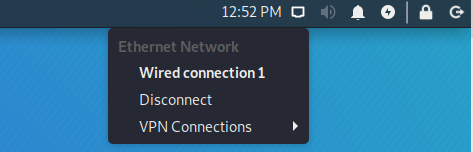 12:52 PM
Ethernet Network
Wired connection 1
Disconnect
VPN Connections